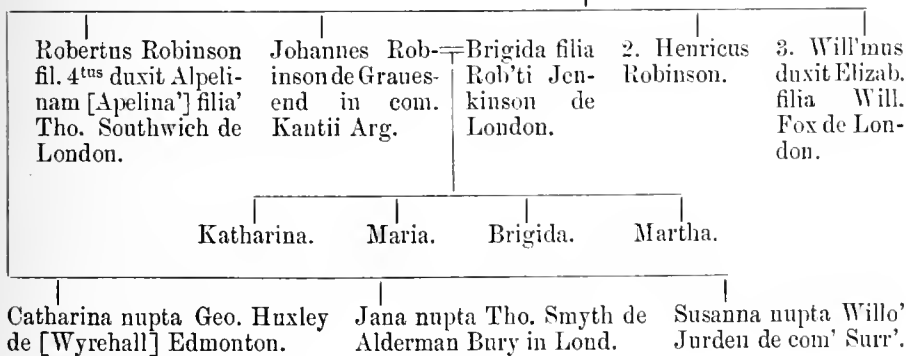 Robertus Robinson
fil. 4tus duxit Alpeli-
nam [Apelina'] filia'
Tho. Southwich de
London.
Johannes Rob-
inson de Graues-
end in com.
Kantii Arg.
Brigida filia
Rob'ti Jen-
kinson de
London.
2. Henricus
Robinson.
3. Will'mus
duxit Elizab.
filia Will.
Fox de Lon-
don.
Katharina. Maria. Brigida. Martha.
Catharina nupta Geo. Huxley
de [Wyrehall] Edmonton.
Jana nupta Tho. Smyth de
Alderman Bury in Lond.
Susanna nupta Willo'
Jurden de com' Surr'.